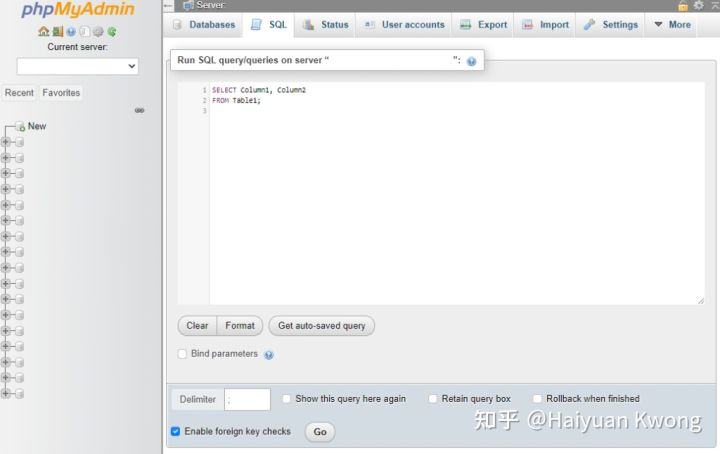 phpMyAdmin
Current server:
Recent Favorites
New
Server:
Databases SQL Status User accounts Export Import Settings More
Run SQL query/queries on server “ ”:
1 SELECT Column1, Column2
2 FROM Table1;
3
Clear Format Get auto-saved query
Bind parameters
Delimiter ; Show this query here again Retain query box Rollback when finished
Enable foreign key checks Go
知乎 @Haiyuan Kwong